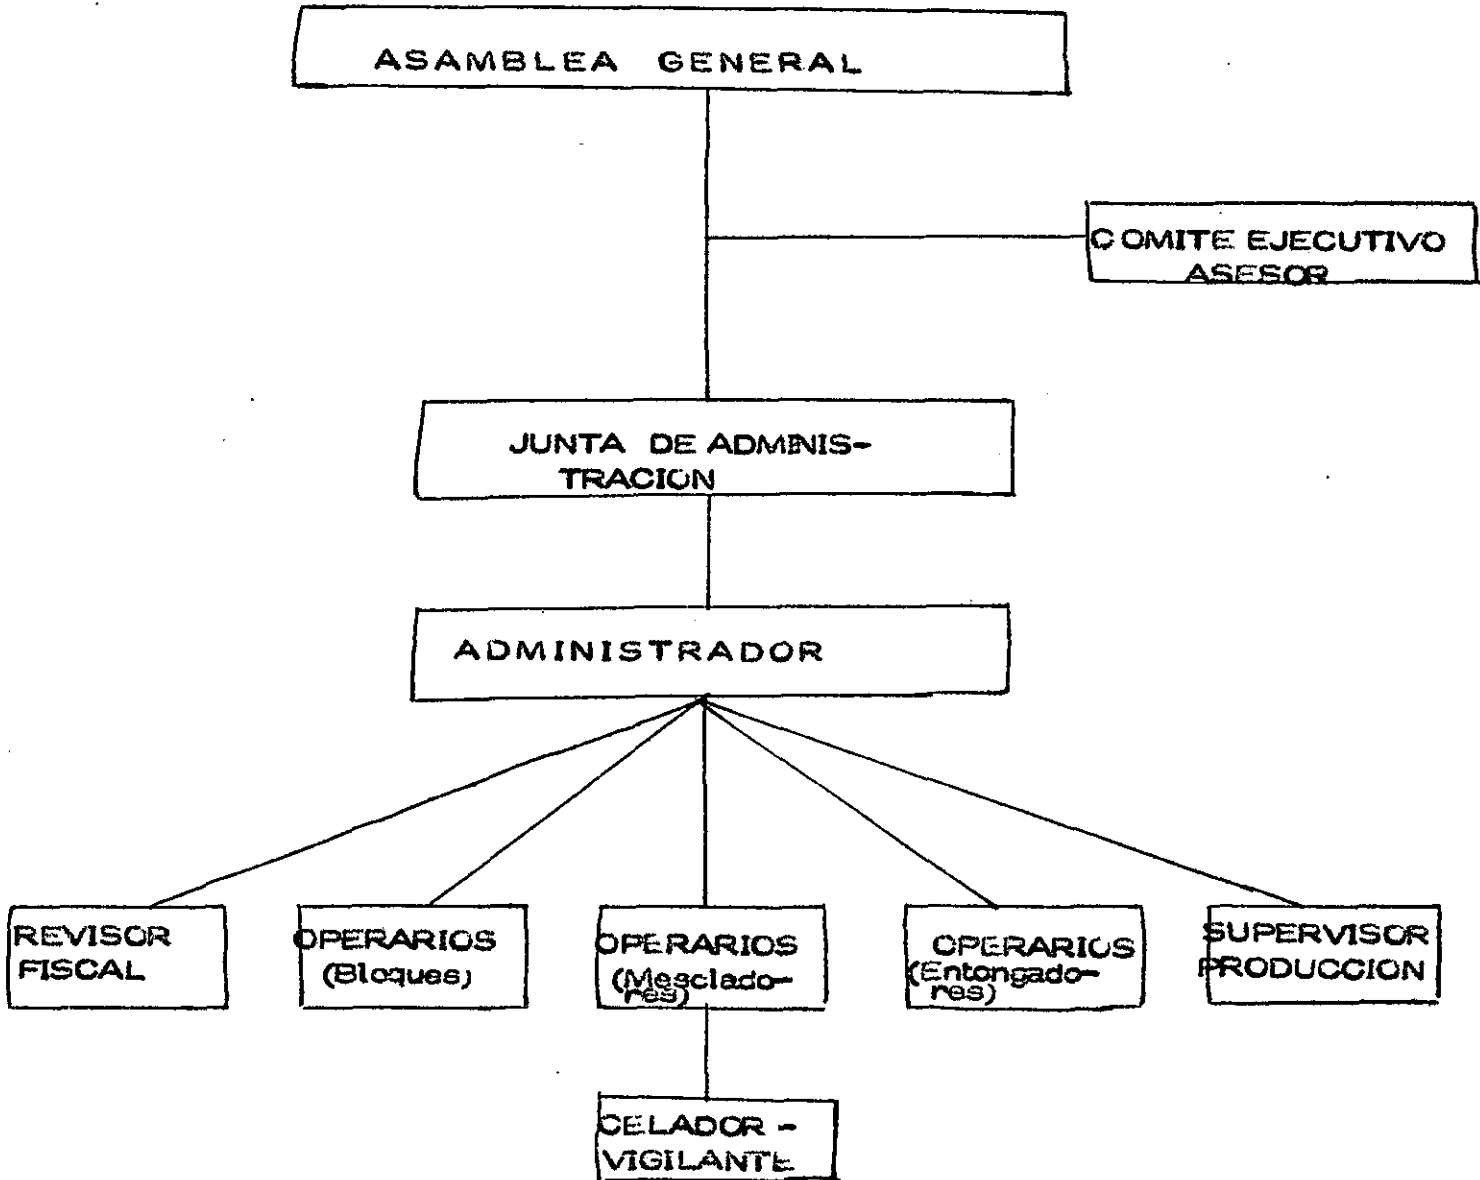 ASAMBLEA GENERAL
COMITE EJECUTIVO
ASESOR
JUNTA DE ADMINIS-
TRACION
ADMINISTRADOR
REVISOR
FISCAL
OPERARIOS
(Bloques)
OPERARIOS
(Mesclado-
res)
OPERARIOS
(Entongado-
res)
SUPERVISOR
PRODUCCION
CELADOR -
VIGILANTE